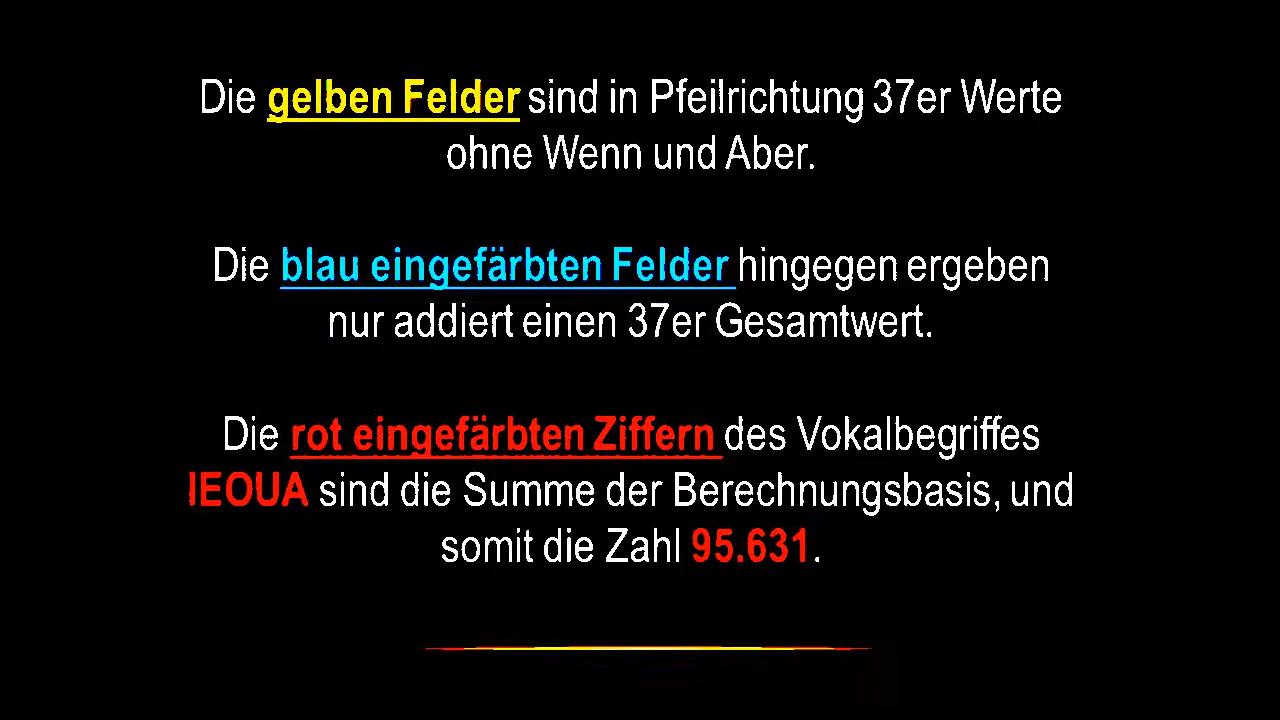 Die gelben Felder sind in Pfeilrichtung 37er Werte
ohne Wenn und Aber.
Die blau eingefärbten Felder hingegen ergeben
nur addiert einen 37er Gesamtwert.
Die rot eingefärbten Ziffern des Vokalbegriffes
IEOUA sind die Summe der Berechnungsbasis, und
somit die Zahl 95.631.